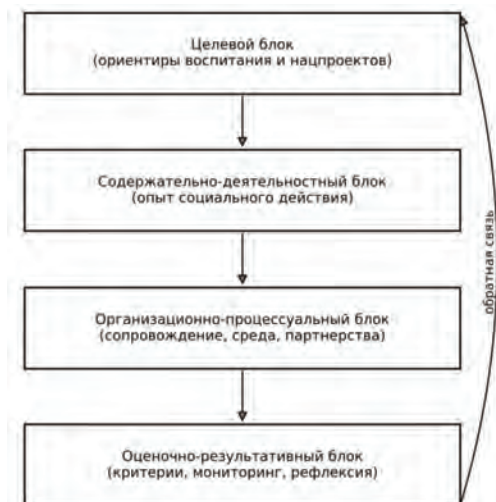 Целевой блок
(ориентиры воспитания и нацпроектов)
Содержательно-деятельностный блок
(опыт социального действия)
обратная связь
Организационно-процессуальный блок
(сопровождение, среда, партнерства)
Оценочно-результативный блок
(критерии, мониторинг, рефлексия)